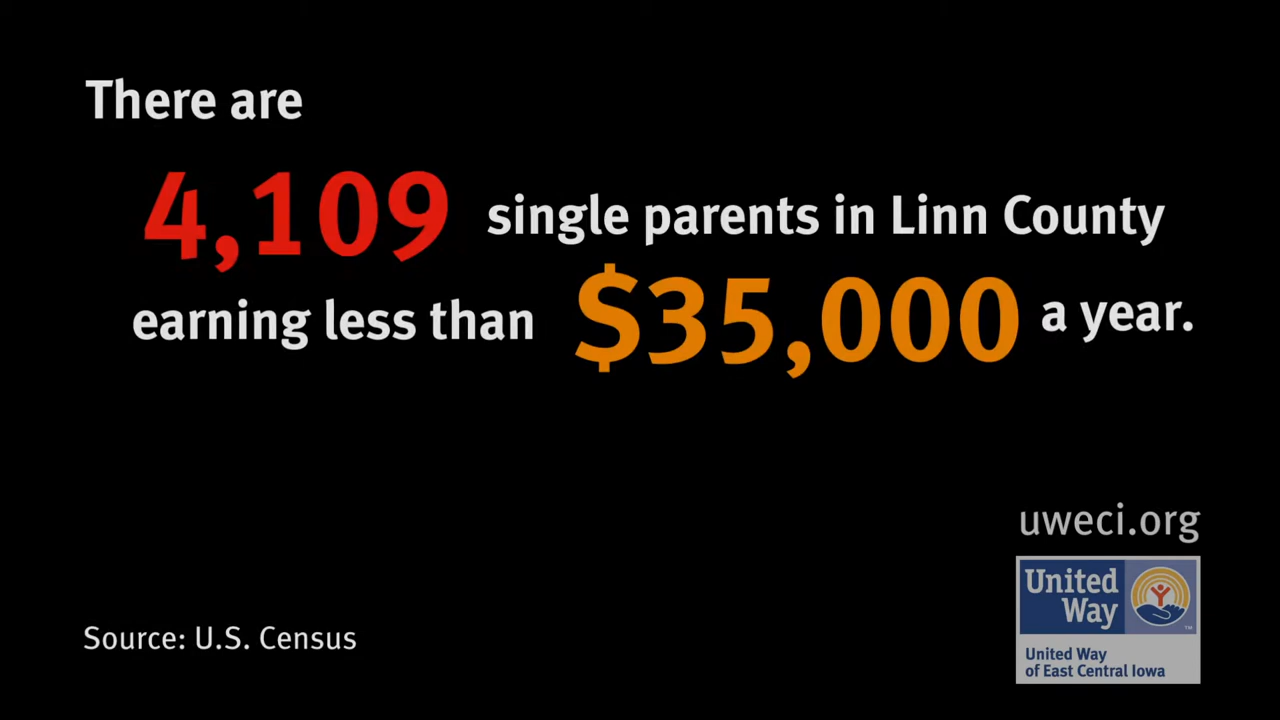 There are
4,109 single parents in Linn County
earning less than $35,000 a year.
uweci.org
United
Way
™
United Way
of East Central Iowa
Source: U.S. Census